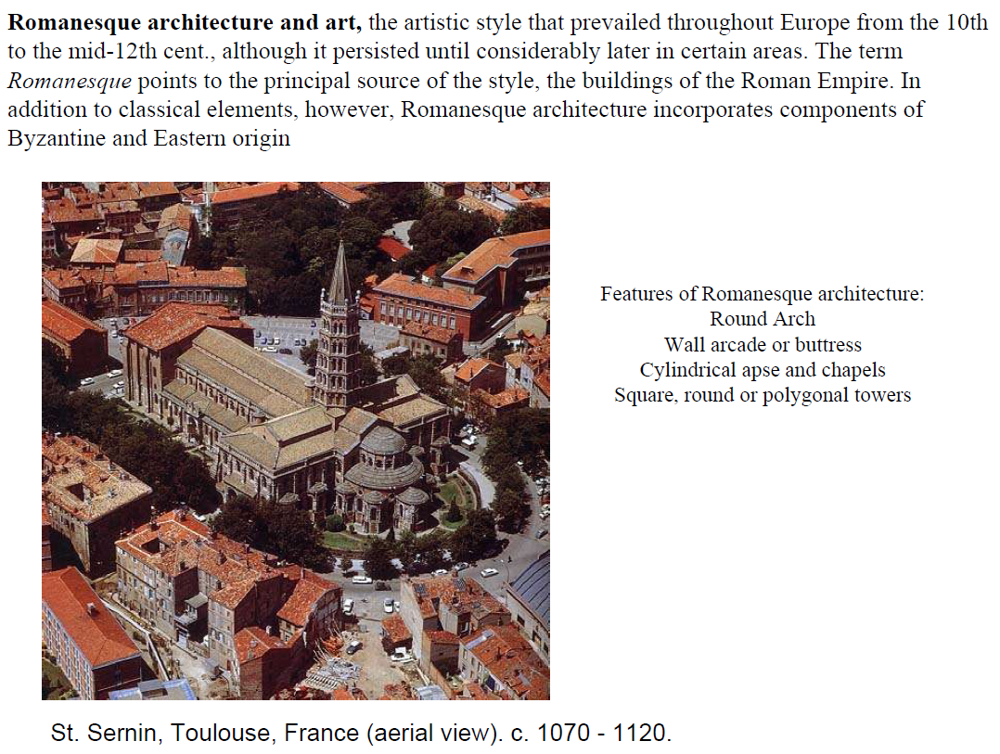 Romanesque architecture and art, the artistic style that prevailed throughout Europe from the 10th
to the mid-12th cent., although it persisted until considerably later in certain areas. The term
Romanesque points to the principal source of the style, the buildings of the Roman Empire. In
addition to classical elements, however, Romanesque architecture incorporates components of
Byzantine and Eastern origin
Features of Romanesque architecture:
Round Arch
Wall arcade or buttress
Cylindrical apse and chapels
Square, round or polygonal towers
St. Sernin, Toulouse, France (aerial view). c. 1070 - 1120.